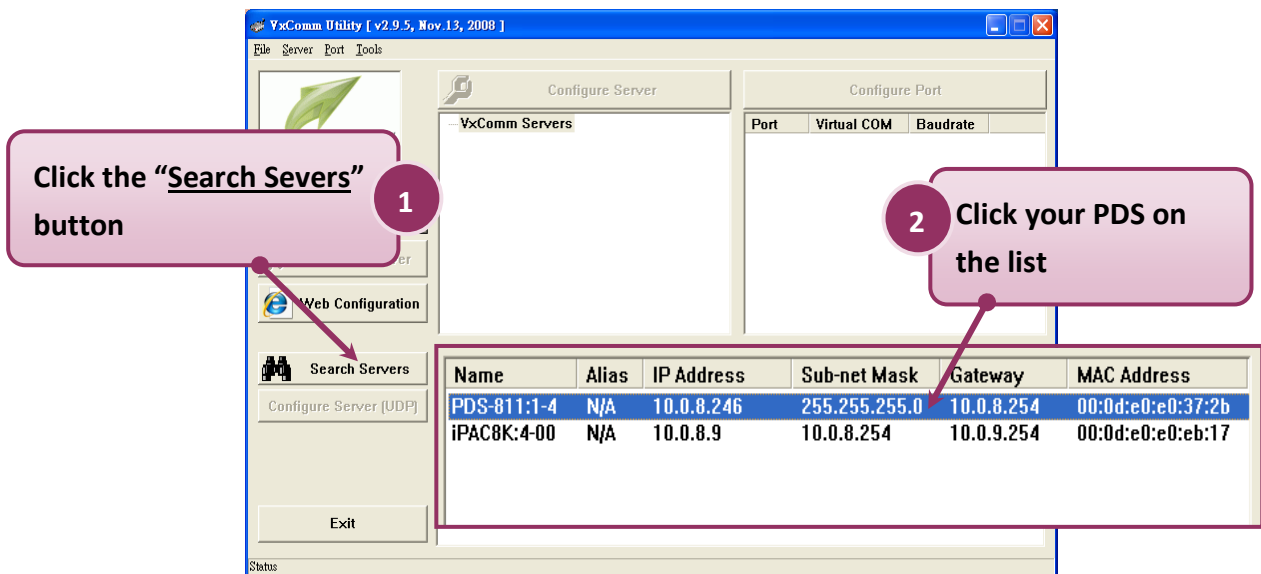 VxComm Utility [ v2.9.5, Nov.13, 2008 ]
File Server Port Tools
Configure Server
Configure Port
VxComm Servers
Port Virtual COM Baudrate
Click the “Search Severs”
button
1
2
Click your PDS on
the list
er
Web Configuration
Search Servers
Configure Server (UDP)
Name Alias IP Address Sub-net Mask Gateway MAC Address
PDS-811:1-4 N/A 10.0.8.246 255.255.255.0 10.0.8.254 00:0d:e0:e0:37:2b
iPAC8K:4-00 N/A 10.0.8.9 10.0.8.254 10.0.9.254 00:0d:e0:e0:eb:17
Exit
Status